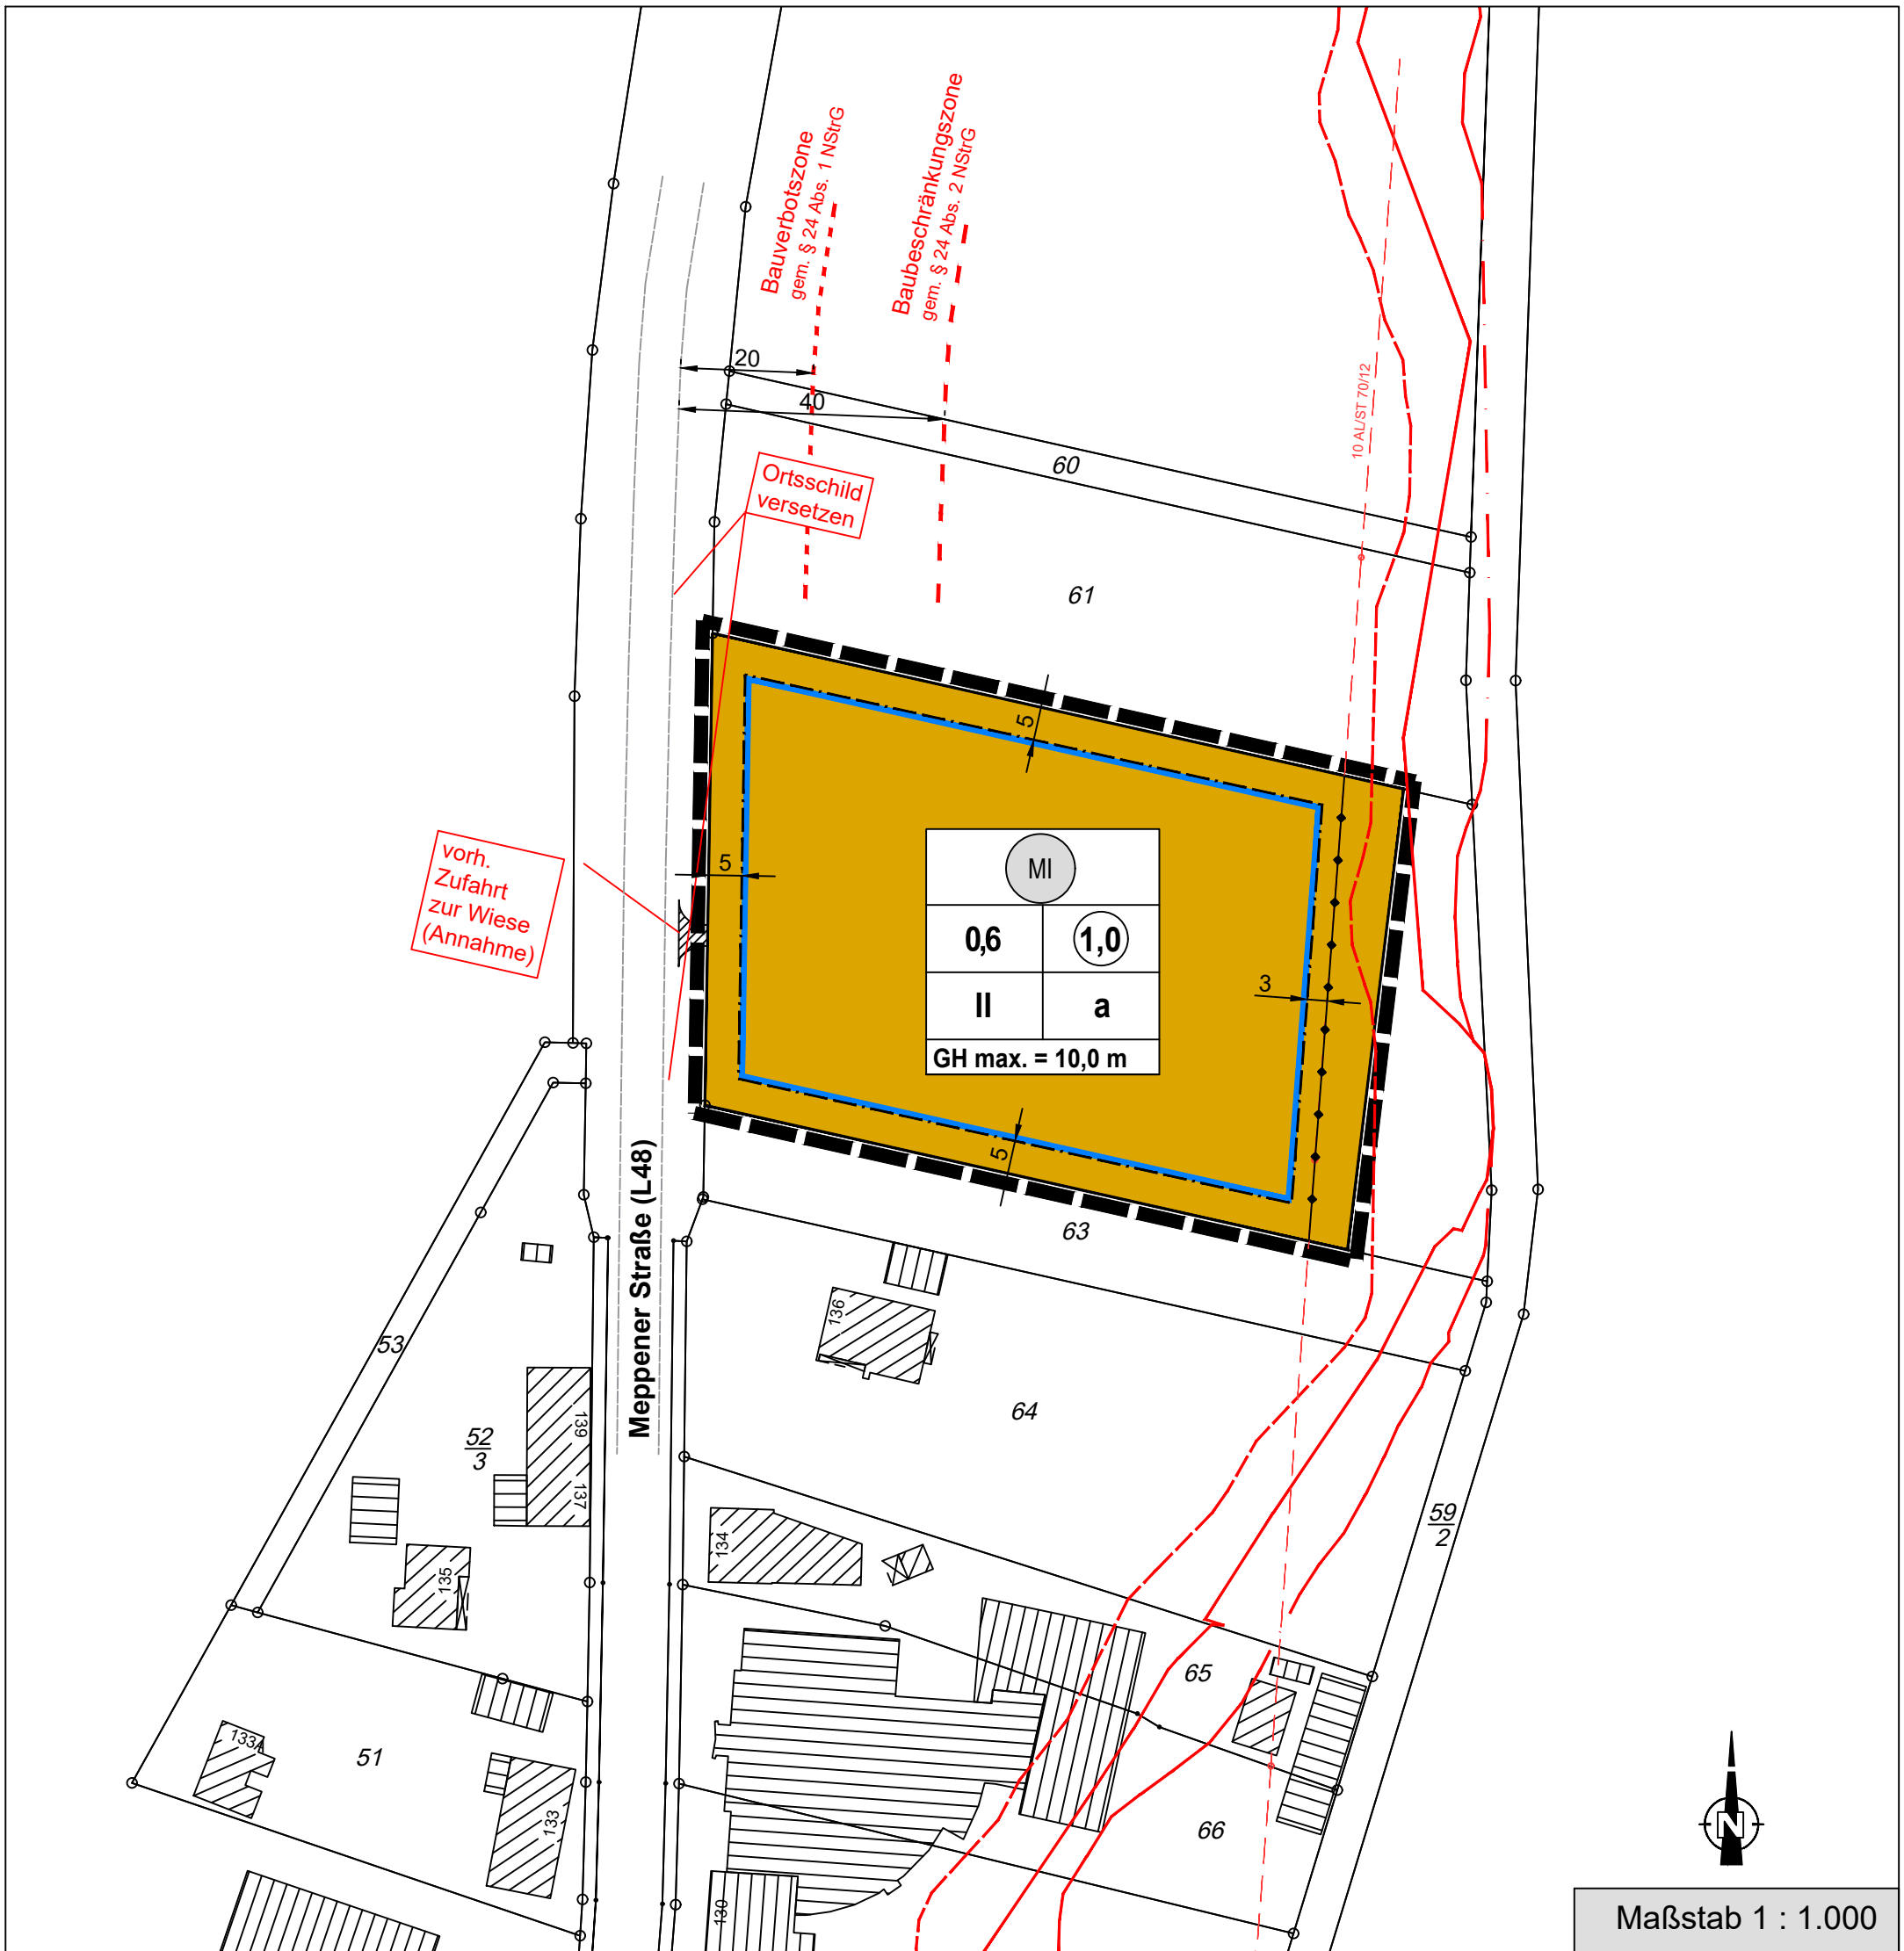 Bauverbotszone
gem. § 24 Abs. 1 NStrG
Baubeschränkungszone
gem. § 24 Abs. 2 NStrG
20
40
10 AL/ST 70/12
60
Ortsschild
versetzen
61
5
5
vorh.
Zufahrt
zur Wiese
(Annahme)
MI
0,6
1,0
II
a
GH max. = 10,0 m
3
5
Meppener Straße (L48)
63
136
53
64
52
3
139
137
59
2
134
135
65
133A
51
133
66
130
N
Maßstab 1 : 1.000